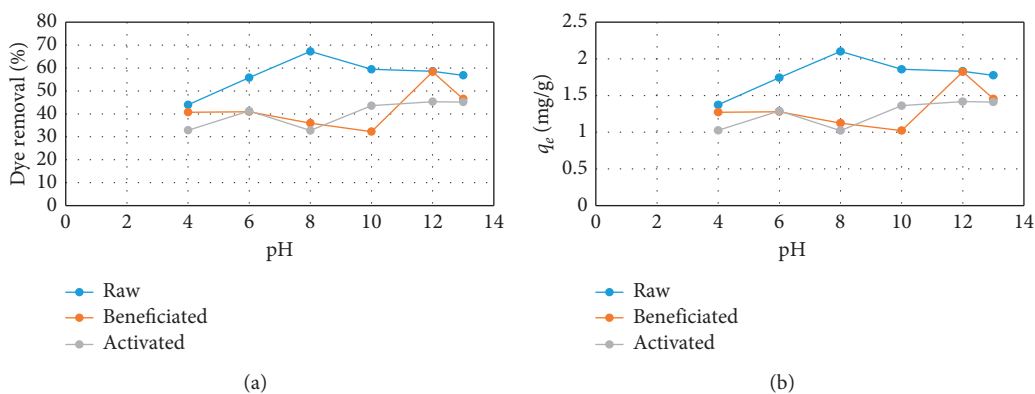 80
70
60
50
40
30
20
10
0
Dye removal (%)
0 2 4 6 8 10 12 14
pH
Raw
Beneficiated
Activated
(a)
2.5
2
1.5
1
0.5
0
qe (mg/g)
0 2 4 6 8 10 12 14
pH
Raw
Beneficiated
Activated
(b)